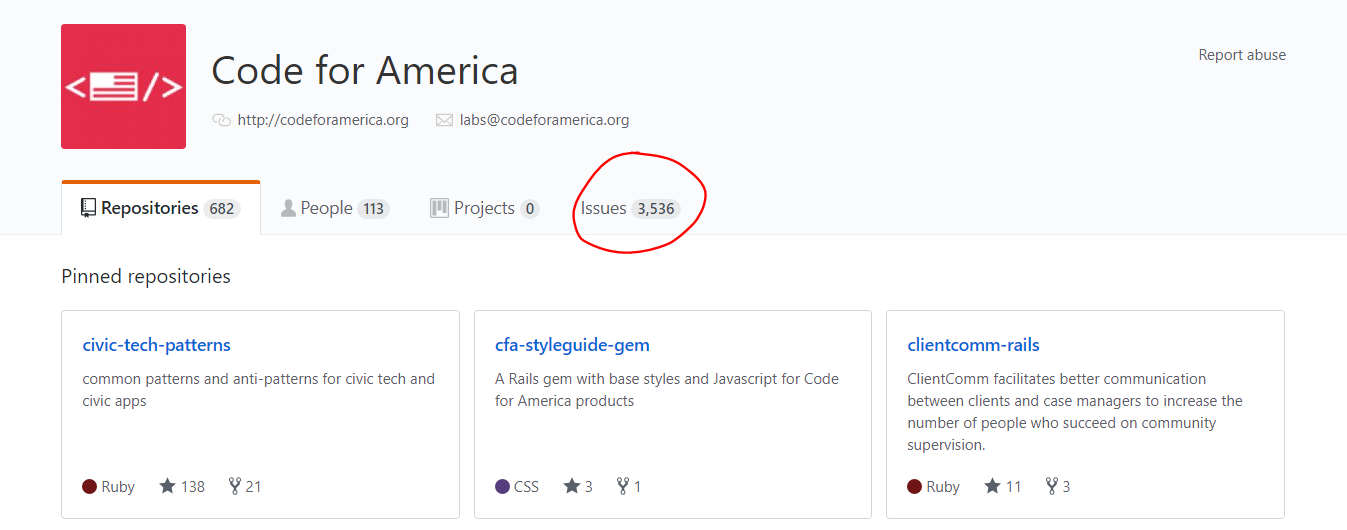 Code for America
Report abuse
http://codeforamerica.org labs@codeforamerica.org
Repositories 682 People 113 Projects 0 Issues 3,536
Pinned repositories
civic-tech-patterns
common patterns and anti-patterns for civic tech and
civic apps
Ruby 138 21
cfa-styleguide-gem
A Rails gem with base styles and Javascript for Code
for America products
CSS 3 1
clientcomm-rails
ClientComm facilitates better communication
between clients and case managers to increase the
number of people who succeed on community
supervision.
Ruby 11 3